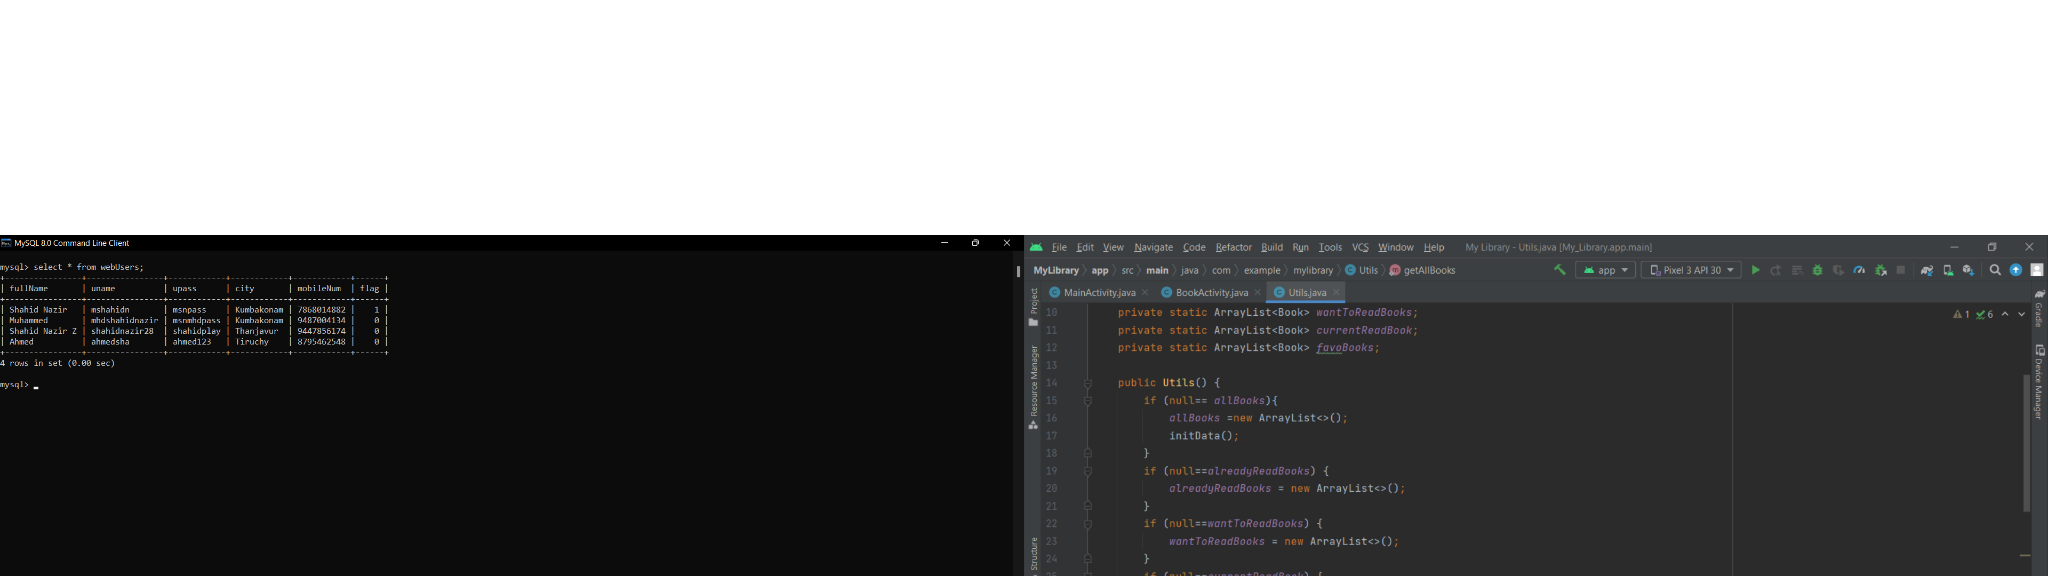 MySQL 8.0 Command Line Client
mysql> select * from webUsers;
+---------------+---------------+------------+-----------+------------+------+
| fullName | uname | upass | city | mobileNum | flag |
+---------------+---------------+------------+-----------+------------+------+
| Shahid Nazir | mshahidn | msnpass | Kumbakonam | 7868014882 | 1 |
| Muhammed | mhdshahidnazir | msnmhdpass | Kumbakonam | 9487004134 | 0 |
| Shahid Nazir Z | shahidnazir28 | shahidplay | Thanjavur | 9447856174 | 0 |
| Ahmed | ahmedsha | ahmed123 | Tiruchy | 8795462548 | 0 |
+---------------+---------------+------------+-----------+------------+------+
4 rows in set (0.00 sec)
mysql>
File Edit View Navigate Code Refactor Build Run Tools VCS Window Help My Library - Utils.java [My_Library.app.main]
MyLibrary app src main java com example mylibrary Utils getAllBooks app Pixel 3 API 30
MainActivity.java BookActivity.java Utils.java
Project
Resource Manager
Structure
10 private static ArrayList<Book> wantToReadBooks;
11 private static ArrayList<Book> currentReadBook;
12 private static ArrayList<Book> favoBooks;
13
14 public Utils() {
15 if (null== allBooks){
16 allBooks =new ArrayList<>();
17 initData();
18 }
19 if (null==alreadyReadBooks) {
20 alreadyReadBooks = new ArrayList<>();
21 }
22 if (null==wantToReadBooks) {
23 wantToReadBooks = new ArrayList<>();
24 }
1 6
Gradle
Device Manager